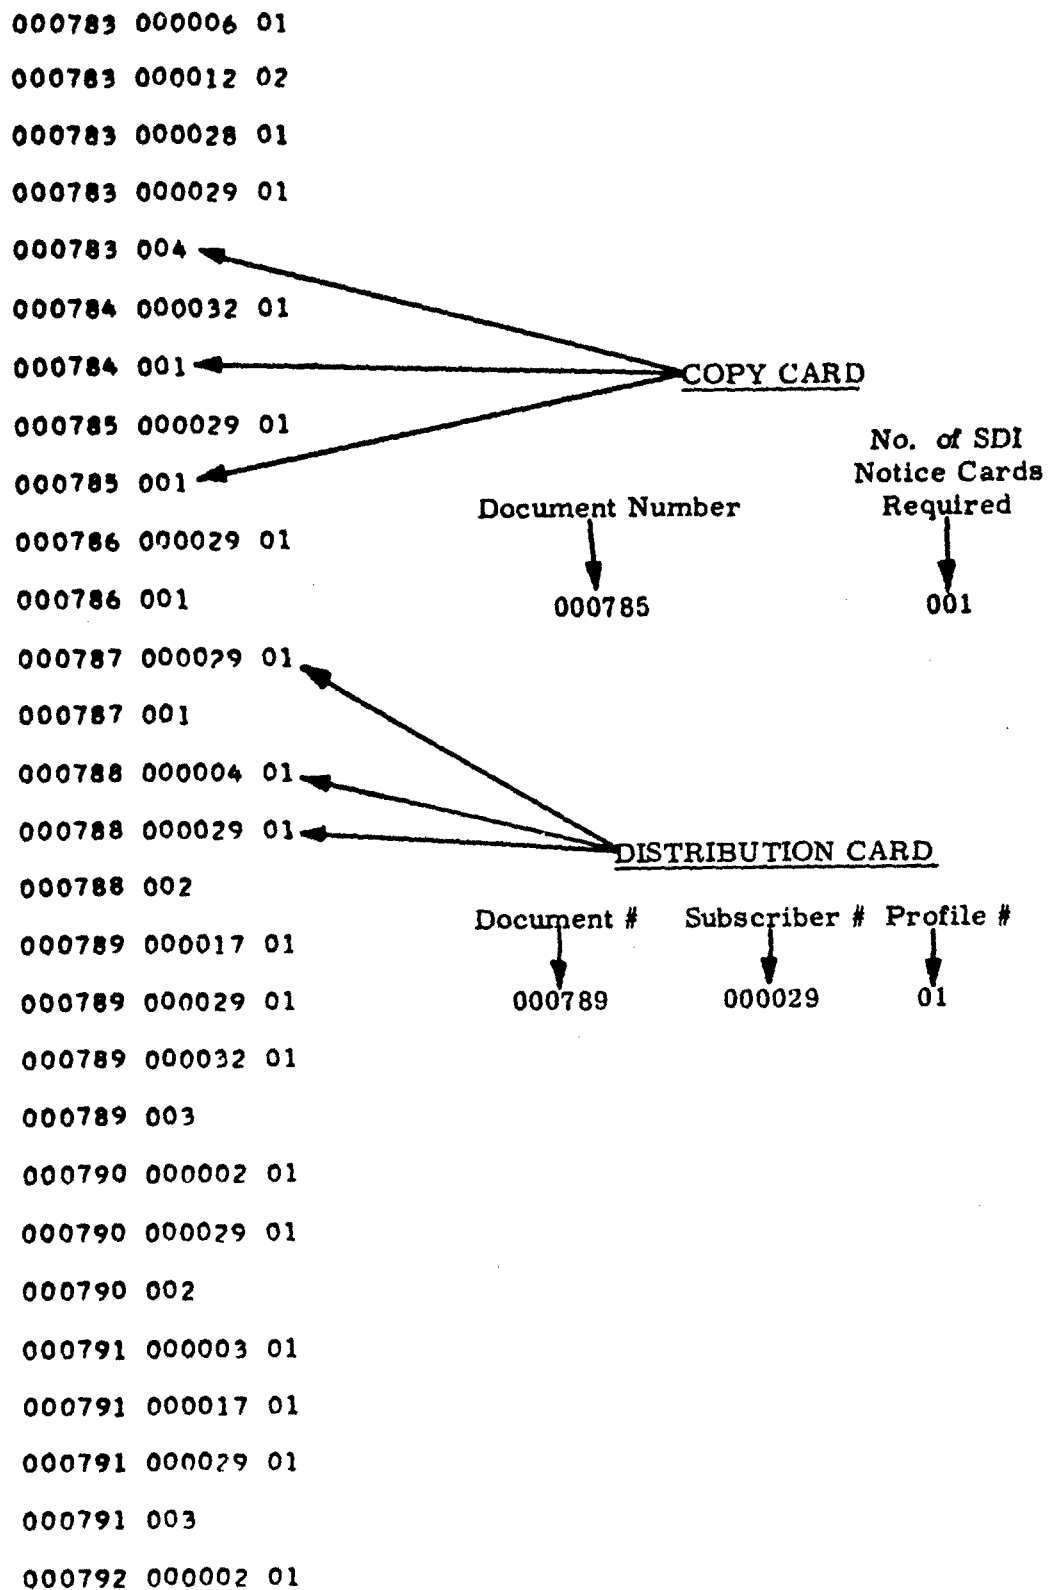 000783 000006 01
000783 000012 02
000783 000028 01
000783 000029 01
000783 004
000784 000032 01
000784 001
COPY CARD
000785 000029 01
000785 001
No. of SDI
Notice Cards
Required
Document Number
000786 000029 01
000786 001
000785
001
000787 000029 01
000787 001
000788 000004 01
000788 000029 01
DISTRIBUTION CARD
000788 002
Document # Subscriber # Profile #
000789 000017 01
000789 000029 01
000789 000029 01
000789 000032 01
000789 003
000790 000002 01
000790 000029 01
000790 002
000791 000003 01
000791 000017 01
000791 000029 01
000791 003
000792 000002 01